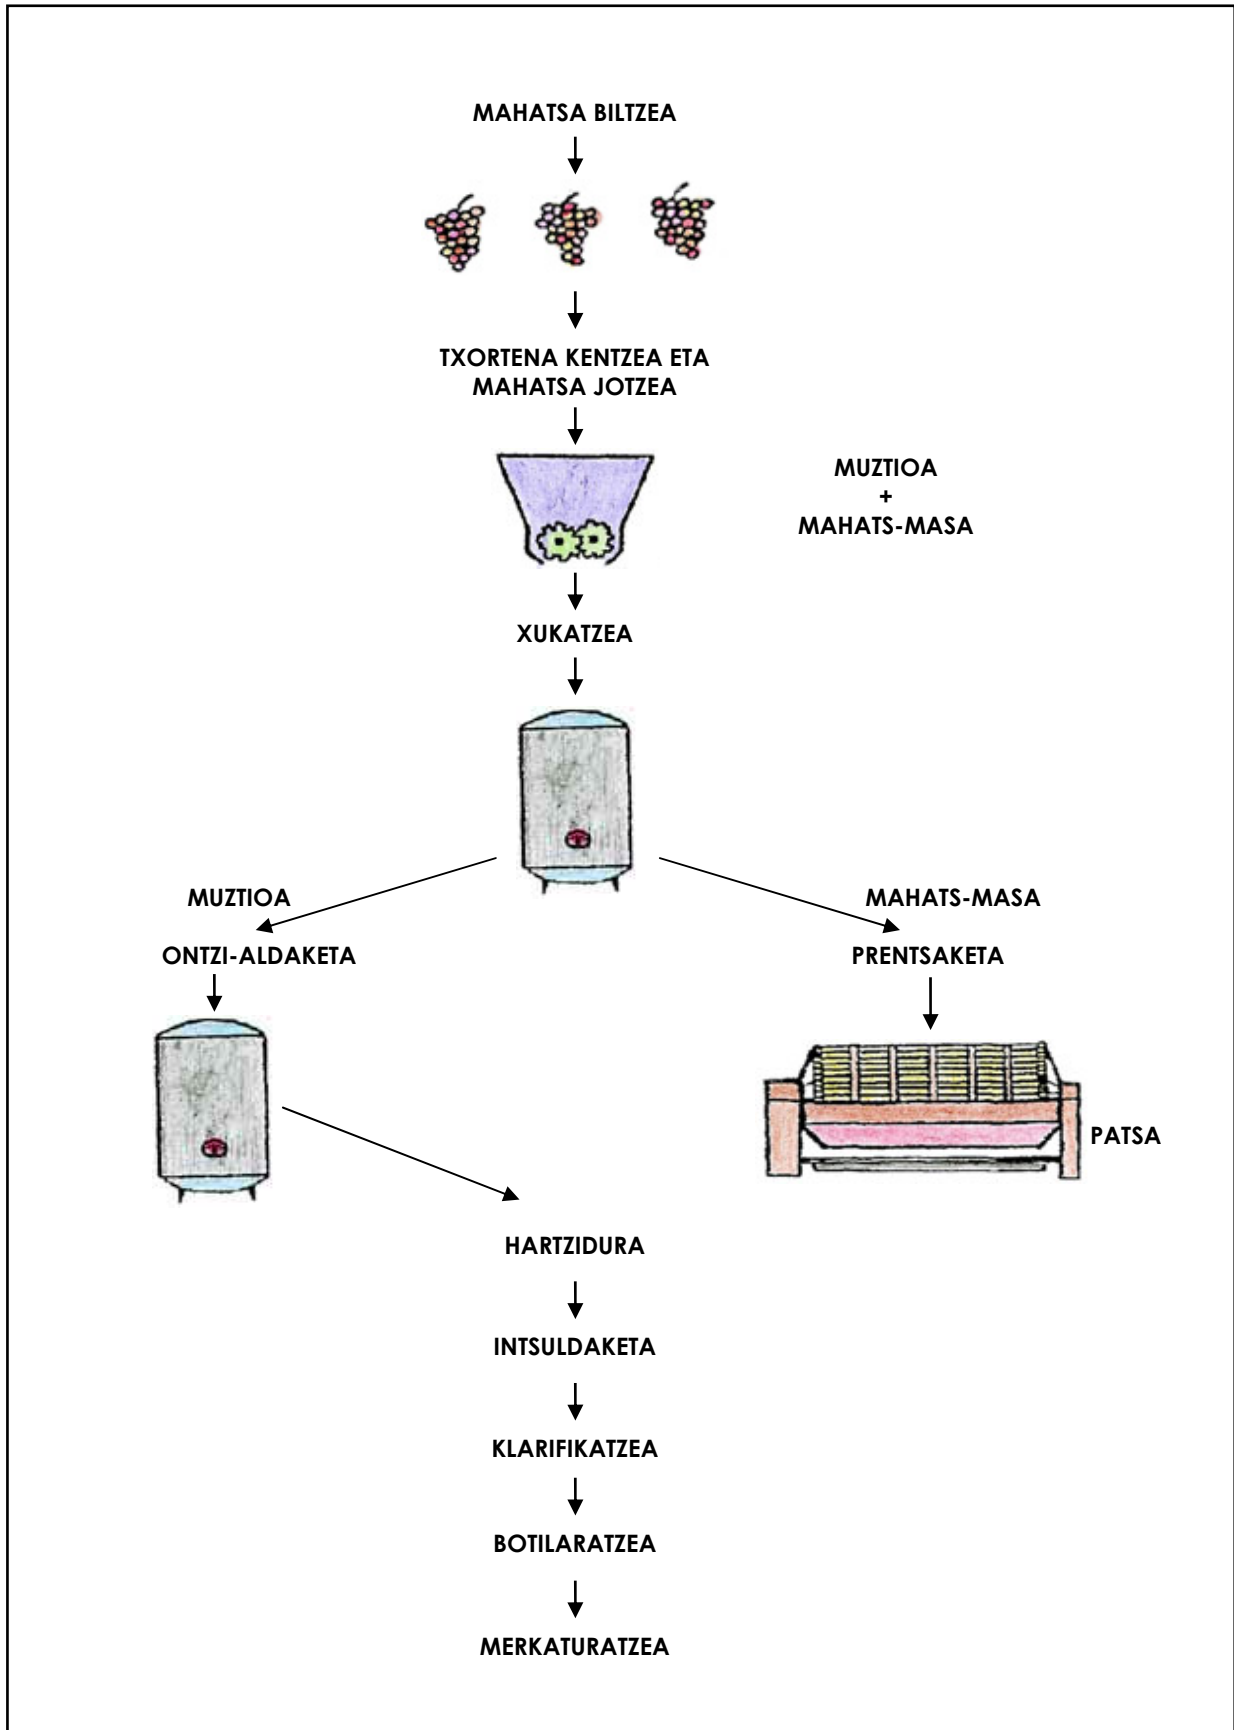 MAHATSA BILTZEA
TXORTENA KENTZEA ETA
MAHATSA JOTZEA
MUZTIOA
+
MAHATS-MASA
XUKATZEA
MUZTIOA
MAHATS-MASA
ONTZI-ALDAKETA
PRENTSAKETA
PATSA
HARTZIDURA
INTSULDAKETA
KLARIFIKATZEA
BOTILARATZEA
MERKATURATZEA